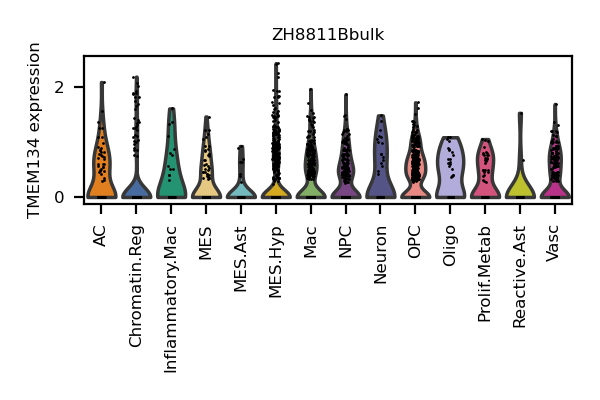 ZH8811Bbulk
TMEM134 expression
2
0
AC
Chromatin.Reg
Inflammatory.Mac
MES
MES.Ast
MES.Hyp
Mac
NPC
Neuron
OPC
Oligo
Prolif.Metab
Reactive.Ast
Vasc